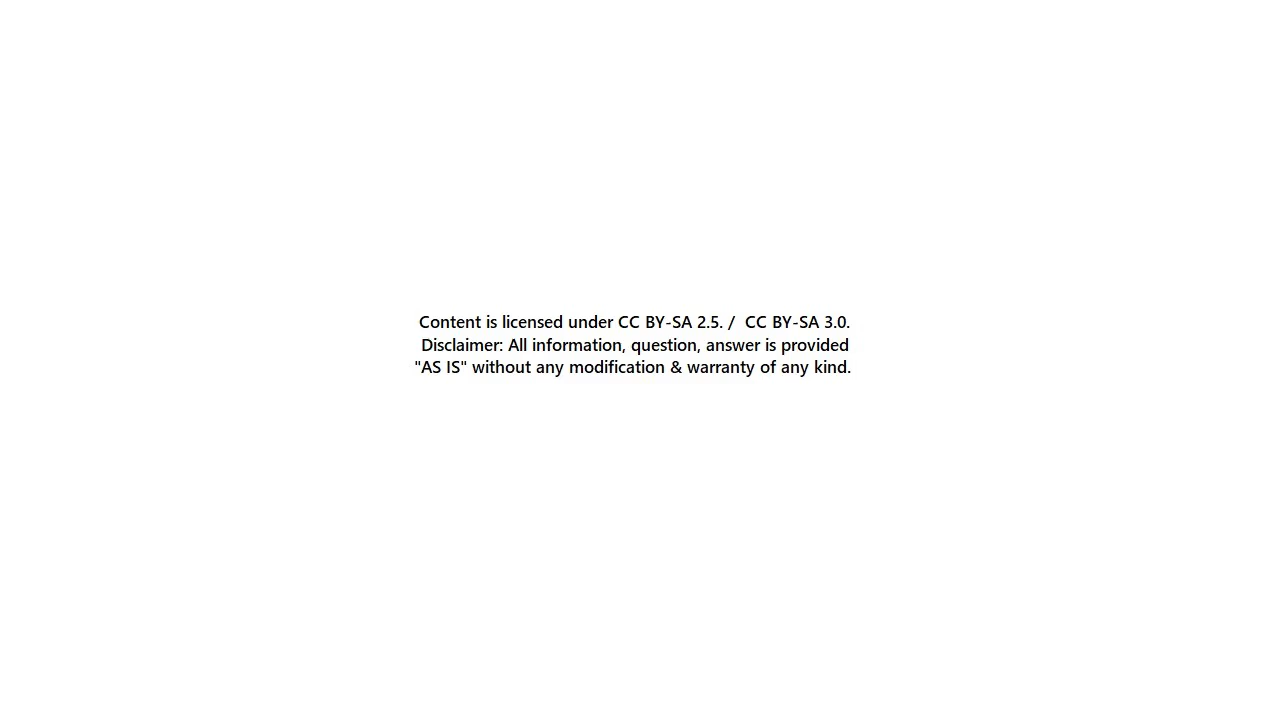 Content is licensed under CC BY-SA 2.5. /  CC BY-SA 3.0.
Disclaimer: All information, question, answer is provided
"AS IS" without any modification & warranty of any kind.